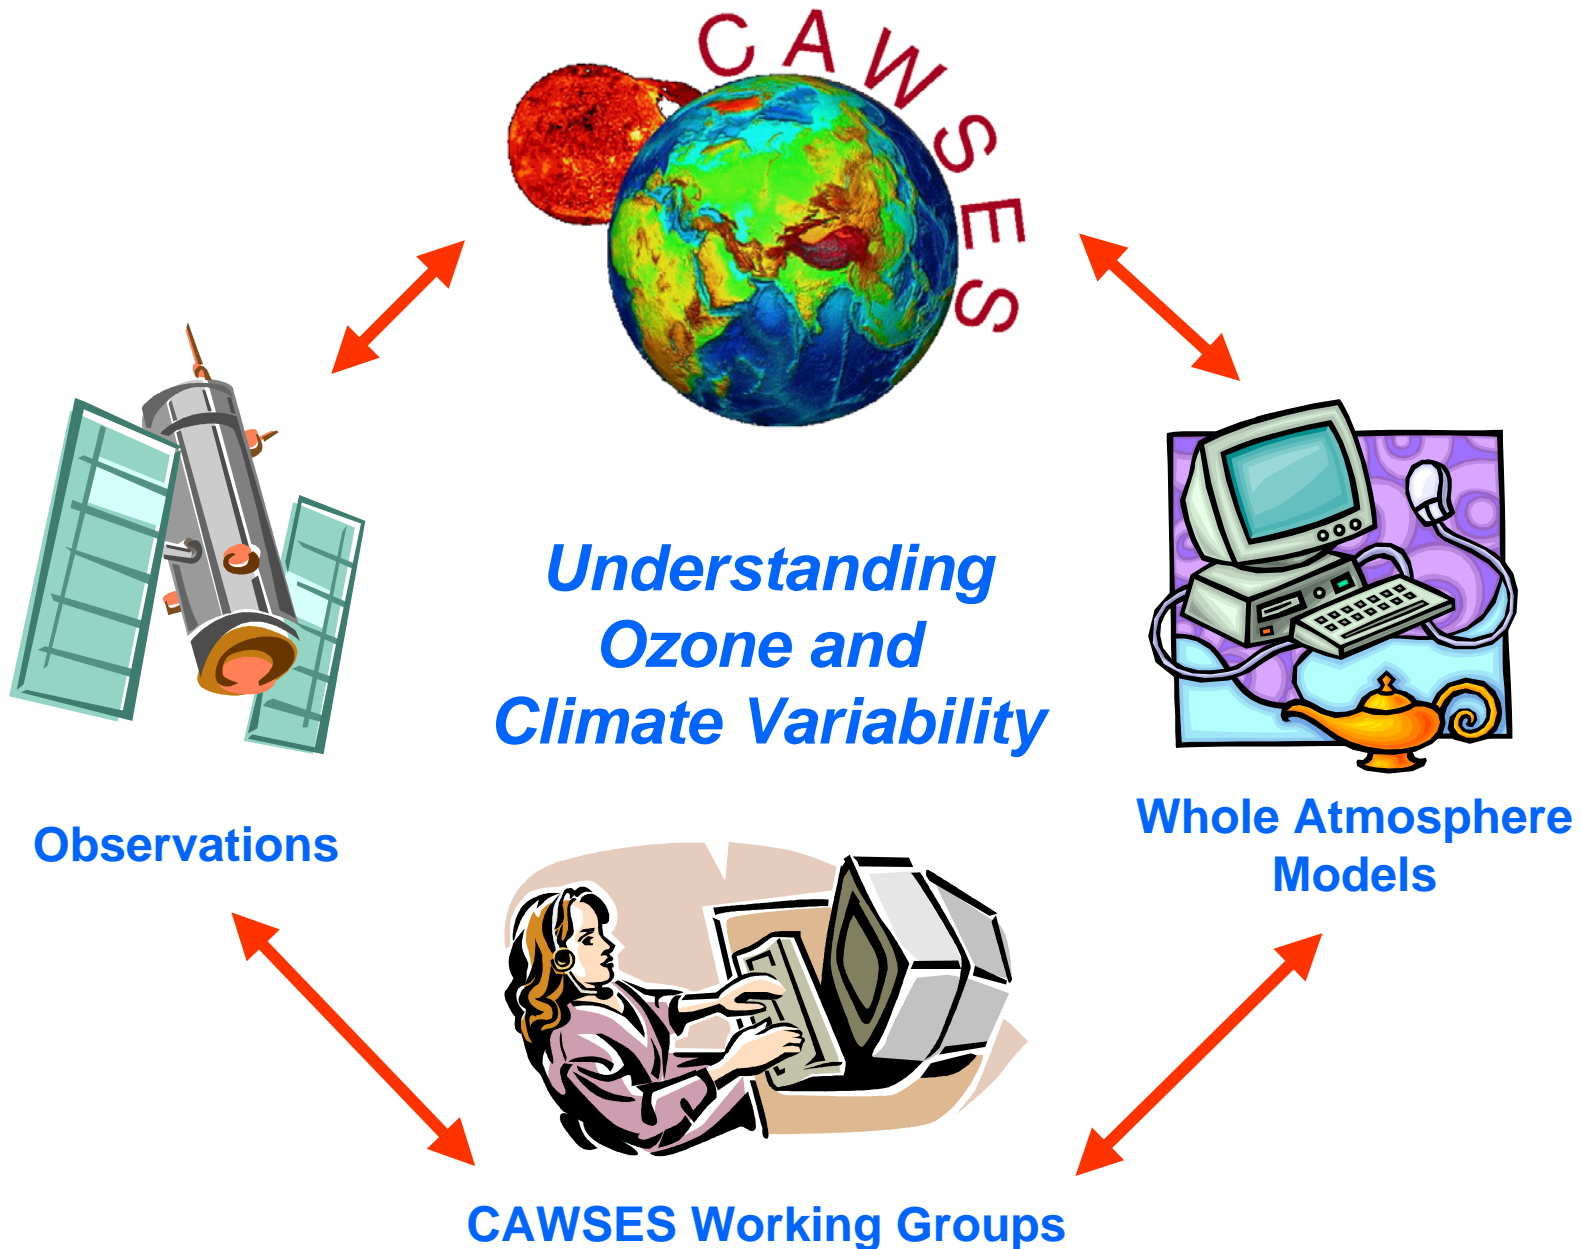 CAWSES
Understanding
Ozone and
Climate Variability
Observations
Whole Atmosphere
Models
CAWSES Working Groups